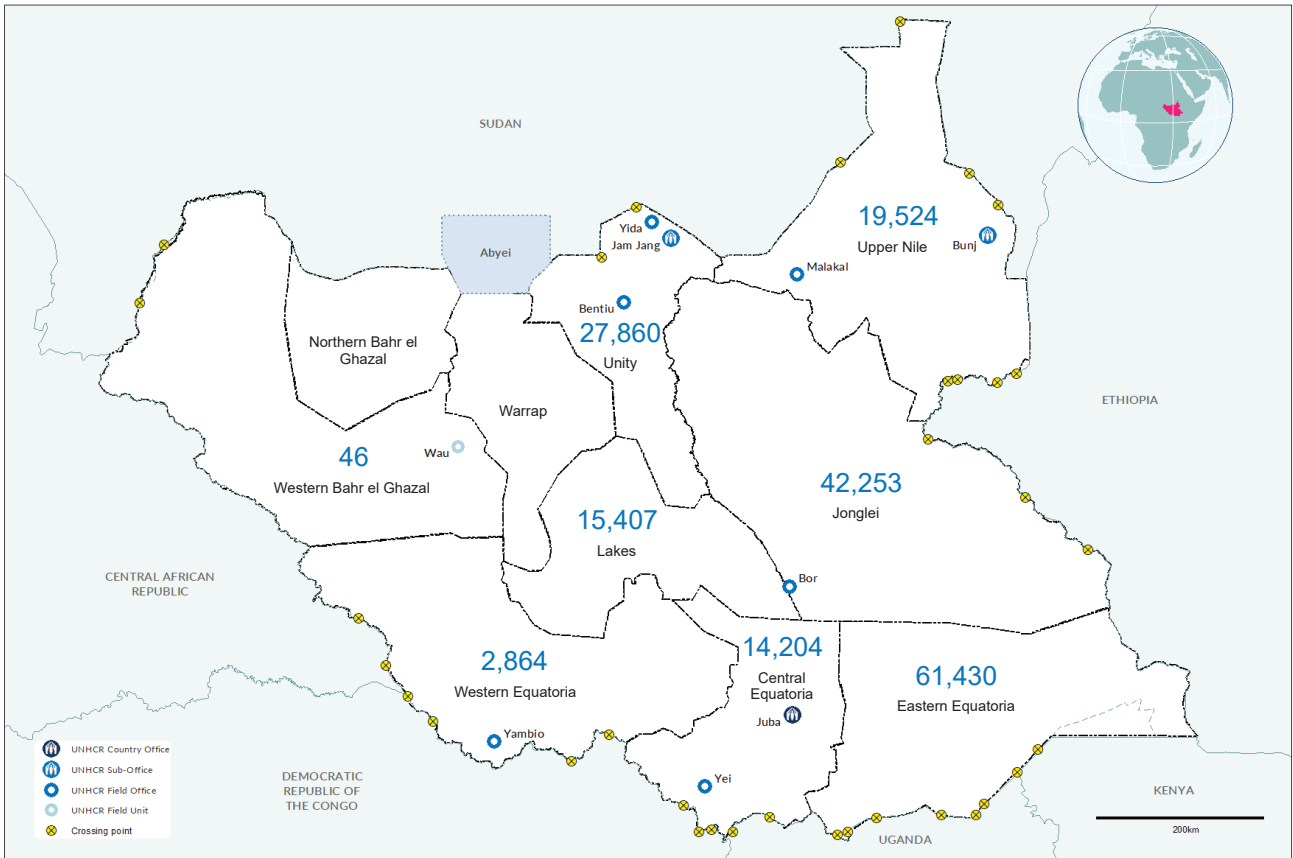 SUDAN
19,524
Upper Nile
Yida
Jam Jang
Bunj
Abyei
Malakal
Bentiu
27,860
Unity
Northern Bahr el
Ghazal
Warrap
ETHIOPIA
46
Western Bahr el Ghazal
Wau
42,253
Jonglei
15,407
Lakes
CENTRAL AFRICAN
REPUBLIC
Bor
2,864
Western Equatoria
14,204
Central
Equatoria
Juba
61,430
Eastern Equatoria
Yambio
Yei
DEMOCRATIC
REPUBLIC OF
THE CONGO
UGANDA
KENYA
200km
UNHCR Country Office
UNHCR Sub-Office
UNHCR Field Office
UNHCR Field Unit
Crossing point